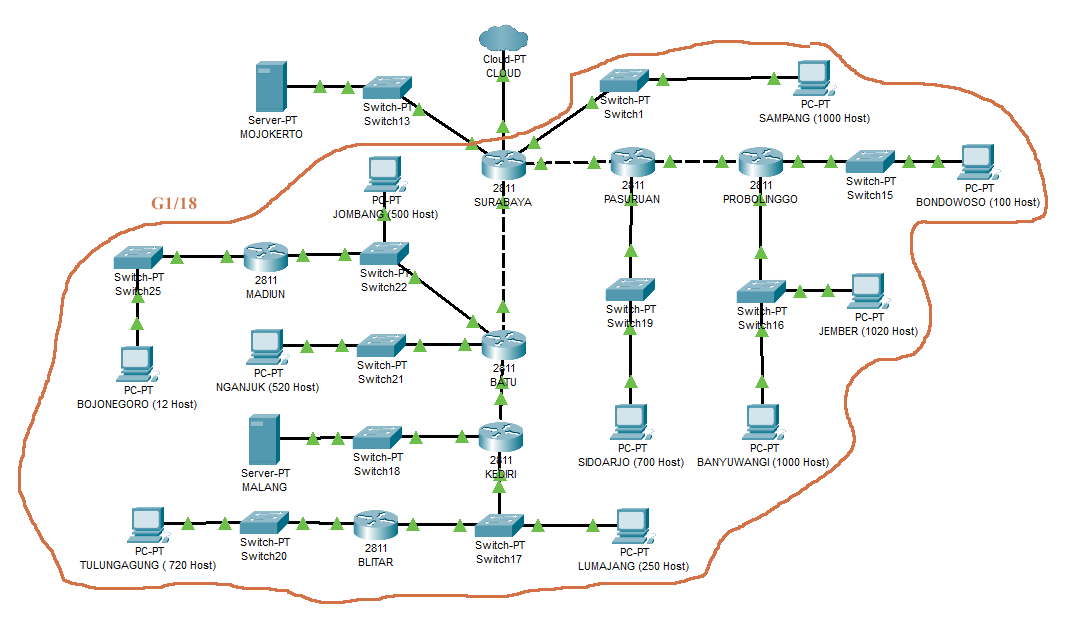 Cloud-PT
CLOUD
Server-PT
MOJOKERTO
Switch-PT
Switch13
Switch-PT
Switch1
PC-PT
SAMPANG (1000 Host)
G1/18
PC-PT
JOMBANG (500 Host)
2811
SURABAYA
2811
PASURUAN
2811
PROBOLINGGO
Switch-PT
Switch15
PC-PT
BONDOWOSO (100 Host)
Switch-PT
Switch25
2811
MADIUN
Switch-PT
Switch22
Switch-PT
Switch19
Switch-PT
Switch16
PC-PT
JEMBER (1020 Host)
PC-PT
BOJONEGORO (12 Host)
PC-PT
NGANJUK (520 Host)
Switch-PT
Switch21
2811
BATU
Server-PT
MALANG
Switch-PT
Switch18
2811
KEDIRI
PC-PT
SIDOARJO (700 Host)
PC-PT
BANYUWANGI (1000 Host)
PC-PT
TULUNGAGUNG ( 720 Host)
Switch-PT
Switch20
2811
BLITAR
Switch-PT
Switch17
PC-PT
LUMAJANG (250 Host)